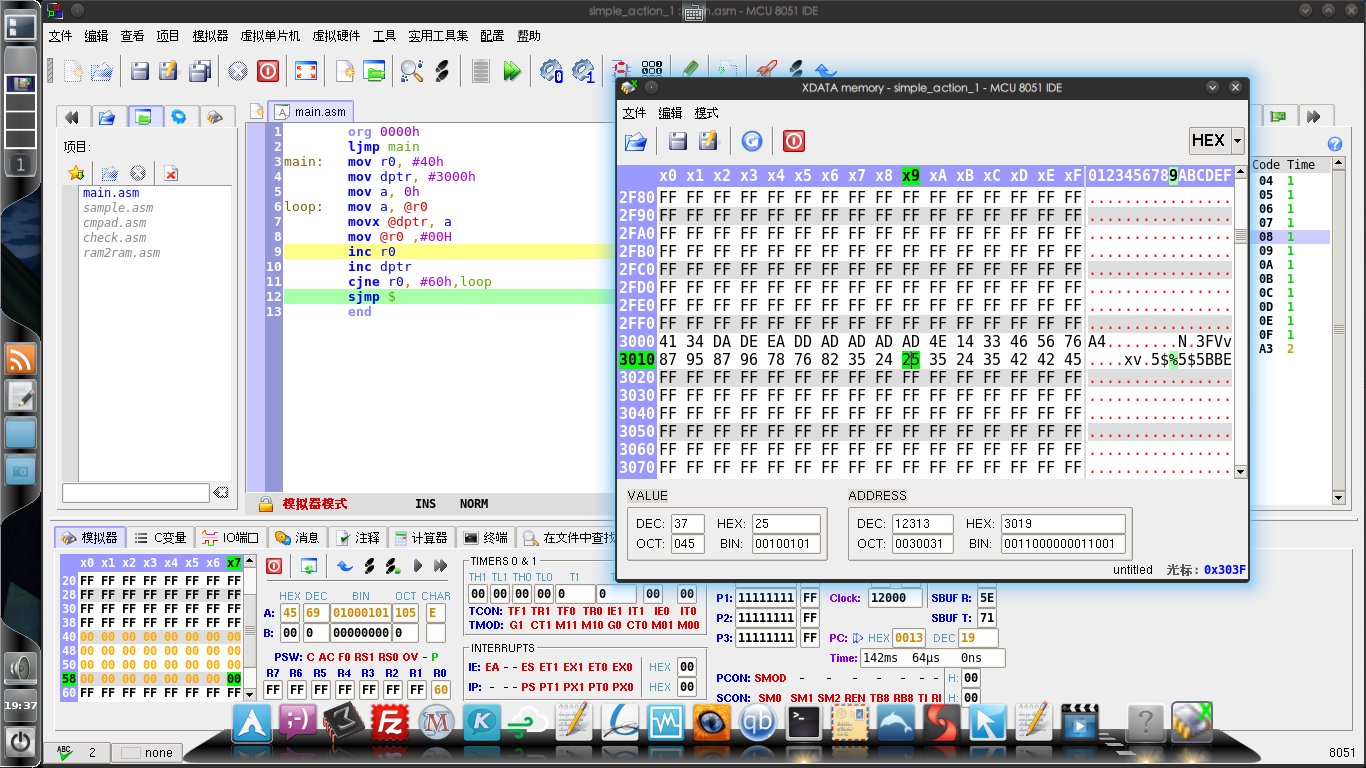 simple_action_1 : main.asm - MCU 8051 IDE
文件 编辑 查看 项目 模拟器 虚拟单片机 虚拟硬件 工具 实用工具集 配置 帮助
main.asm
项目:
main.asm
sample.asm
cmpad.asm
check.asm
ram2ram.asm
1 org 0000h
2 ljmp main
3 main: mov r0, #40h
4 mov dptr, #3000h
5 mov a, 0h
6 loop: mov a, @r0
7 movx @dptr, a
8 mov @r0 ,#00H
9 inc r0
10 inc dptr
11 cjne r0, #60h,loop
12 sjmp $
13 end
模拟器模式 INS NORM
XDATA memory - simple_action_1 - MCU 8051 IDE
文件 编辑 模式
HEX
x0 x1 x2 x3 x4 x5 x6 x7 x8 x9 xA xB xC xD xE xF 0123456789ABCDEF
2F80 FF FF FF FF FF FF FF FF FF FF FF FF FF FF FF FF ................
2F90 FF FF FF FF FF FF FF FF FF FF FF FF FF FF FF FF ................
2FA0 FF FF FF FF FF FF FF FF FF FF FF FF FF FF FF FF ................
2FB0 FF FF FF FF FF FF FF FF FF FF FF FF FF FF FF FF ................
2FC0 FF FF FF FF FF FF FF FF FF FF FF FF FF FF FF FF ................
2FD0 FF FF FF FF FF FF FF FF FF FF FF FF FF FF FF FF ................
2FE0 FF FF FF FF FF FF FF FF FF FF FF FF FF FF FF FF ................
2FF0 FF FF FF FF FF FF FF FF FF FF FF FF FF FF FF FF ................
3000 41 34 DA DE EA DD AD AD AD AD 4E 14 33 46 56 76 A4........N.3FVv
3010 87 95 87 96 78 76 82 35 24 25 35 24 35 42 42 45 ....xv.5$%5$5BBE
3020 FF FF FF FF FF FF FF FF FF FF FF FF FF FF FF FF ................
3030 FF FF FF FF FF FF FF FF FF FF FF FF FF FF FF FF ................
3040 FF FF FF FF FF FF FF FF FF FF FF FF FF FF FF FF ................
3050 FF FF FF FF FF FF FF FF FF FF FF FF FF FF FF FF ................
3060 FF FF FF FF FF FF FF FF FF FF FF FF FF FF FF FF ................
3070 FF FF FF FF FF FF FF FF FF FF FF FF FF FF FF FF ................
VALUE ADDRESS
DEC: 37 HEX: 25 DEC: 12313 HEX: 3019
OCT: 045 BIN: 00100101 OCT: 0030031 BIN: 0011000000011001
untitled 光标: 0x303F
Code Time
04 1
05 1
06 1
07 1
08 1
09 1
0A 1
0B 1
0C 1
0D 1
0E 1
0F 1
A3 2
模拟器 C变量 IO端口 消息 注释 计算器 终端 在文件中查找
x0 x1 x2 x3 x4 x5 x6 x7
20 FF FF FF FF FF FF FF FF
28 FF FF FF FF FF FF FF FF
30 FF FF FF FF FF FF FF FF
38 FF FF FF FF FF FF FF FF
40 00 00 00 00 00 00 00 00
48 00 00 00 00 00 00 00 00
50 00 00 00 00 00 00 00 00
58 00 00 00 00 00 00 00 00
60 FF FF FF FF FF FF FF FF
HEX DEC BIN OCT CHAR
A: 45 69 01000101 105 E
B: 00 0 00000000 0
PSW: C AC F0 RS1 RS0 OV - P
R7 R6 R5 R4 R3 R2 R1 R0
FF FF FF FF FF FF FF 60
TIMERS 0 & 1
TH1 TL1 TH0 TL0 T1
00 00 00 00 0 0 00 00
TCON: TF1 TR1 TF0 TR0 IE1 IT1 IE0 IT0
TMOD: G1 CT1 M11 M10 G0 CT0 M01 M00
INTERRUPTS
IE: EA - - ES ET1 EX1 ET0 EX0 HEX 00
IP: - - - PS PT1 PX1 PT0 PX0 HEX 00
P1: 11111111 FF Clock: 12000 SBUF R: 5E
P2: 11111111 FF SBUF T: 71
P3: 11111111 FF PC: HEX 0013 DEC 19
Time: 142ms 64µs 0ns
PCON: SMOD - - - - - - - H: 00
SCON: SM0 SM1 SM2 REN TB8 RB8 TI RI H: 00
1
19:37
ABC 2 none
8051